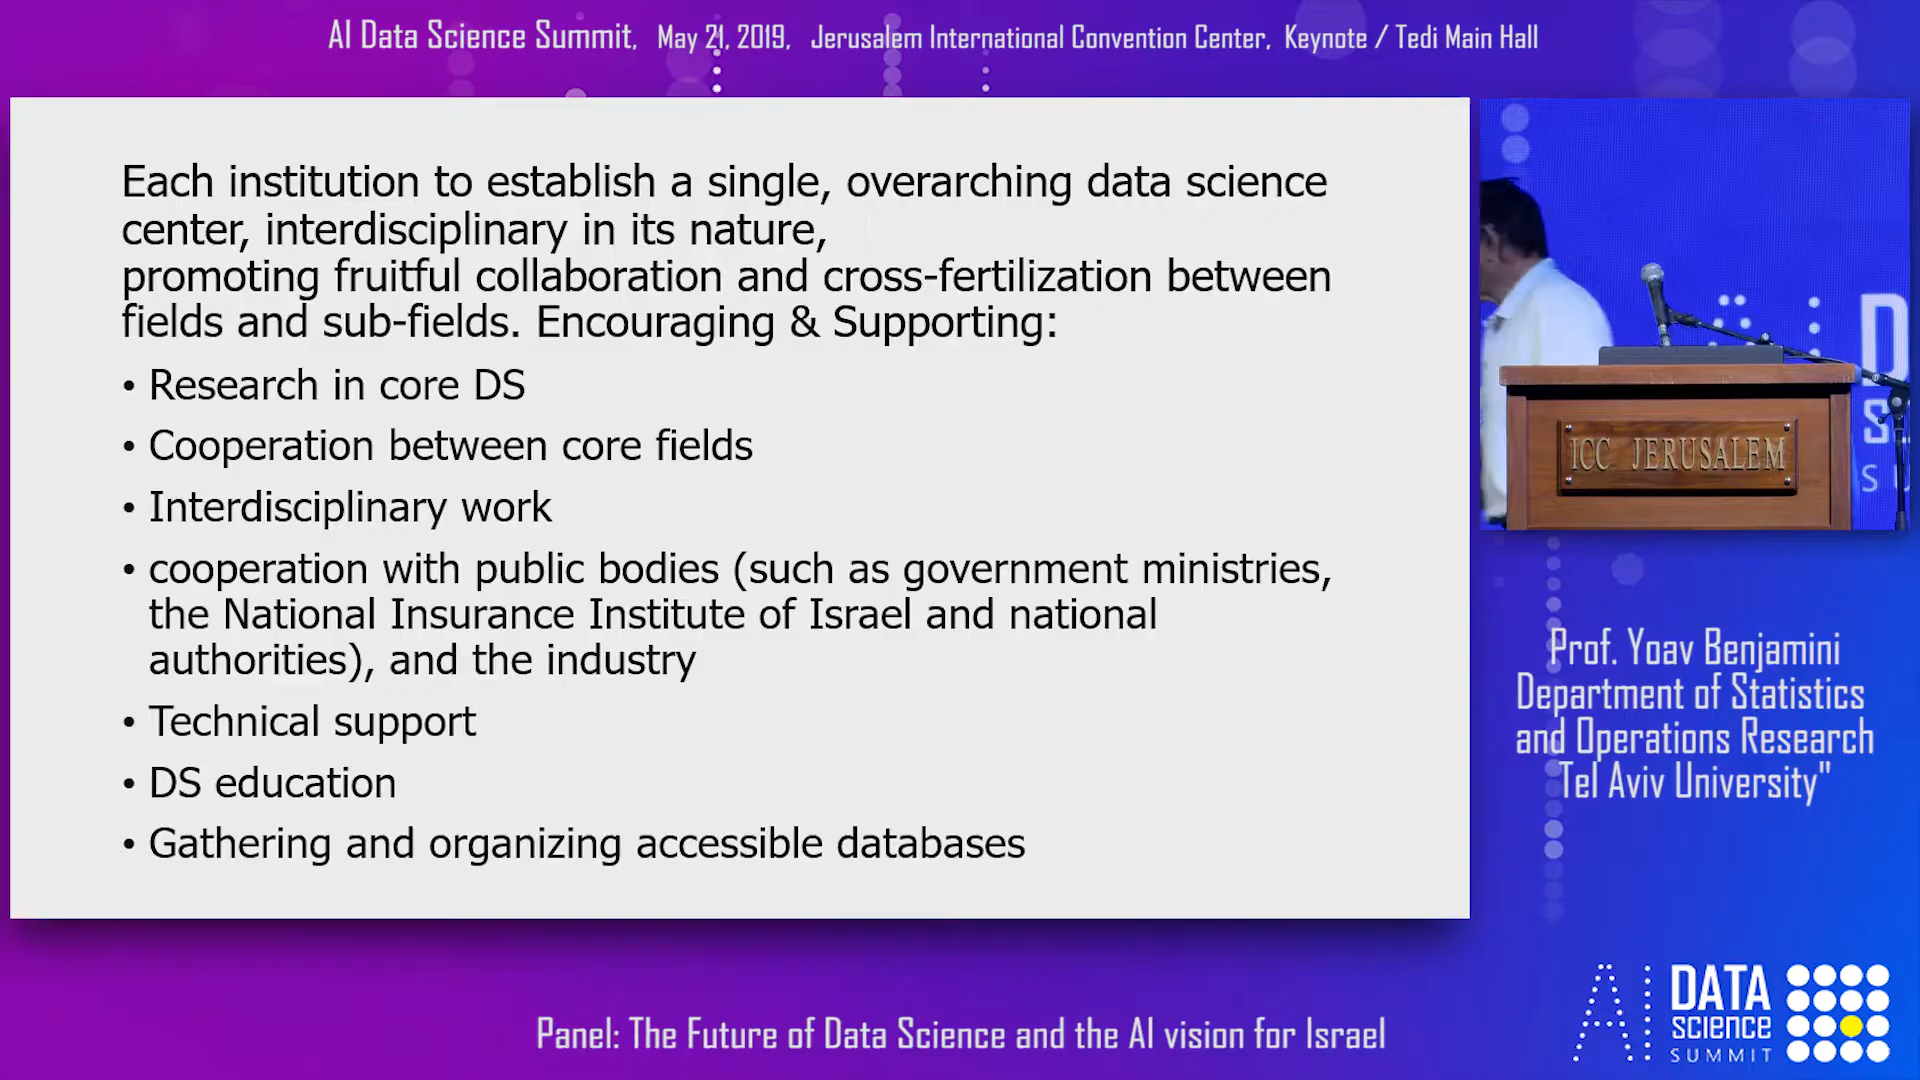 AI Data Science Summit, May 21, 2019, Jerusalem International Convention Center, Keynote / Tedi Main Hall
Each institution to establish a single, overarching data science
center, interdisciplinary in its nature,
promoting fruitful collaboration and cross-fertilization between
fields and sub-fields. Encouraging & Supporting:
• Research in core DS
• Cooperation between core fields
• Interdisciplinary work
• cooperation with public bodies (such as government ministries,
the National Insurance Institute of Israel and national
authorities), and the industry
• Technical support
• DS education
• Gathering and organizing accessible databases
ICC JERUSALEM
Prof. Yoav Benjamini
Department of Statistics
and Operations Research
Tel Aviv University"
Panel: The Future of Data Science and the AI vision for Israel
AI DATA
science
SUMMIT